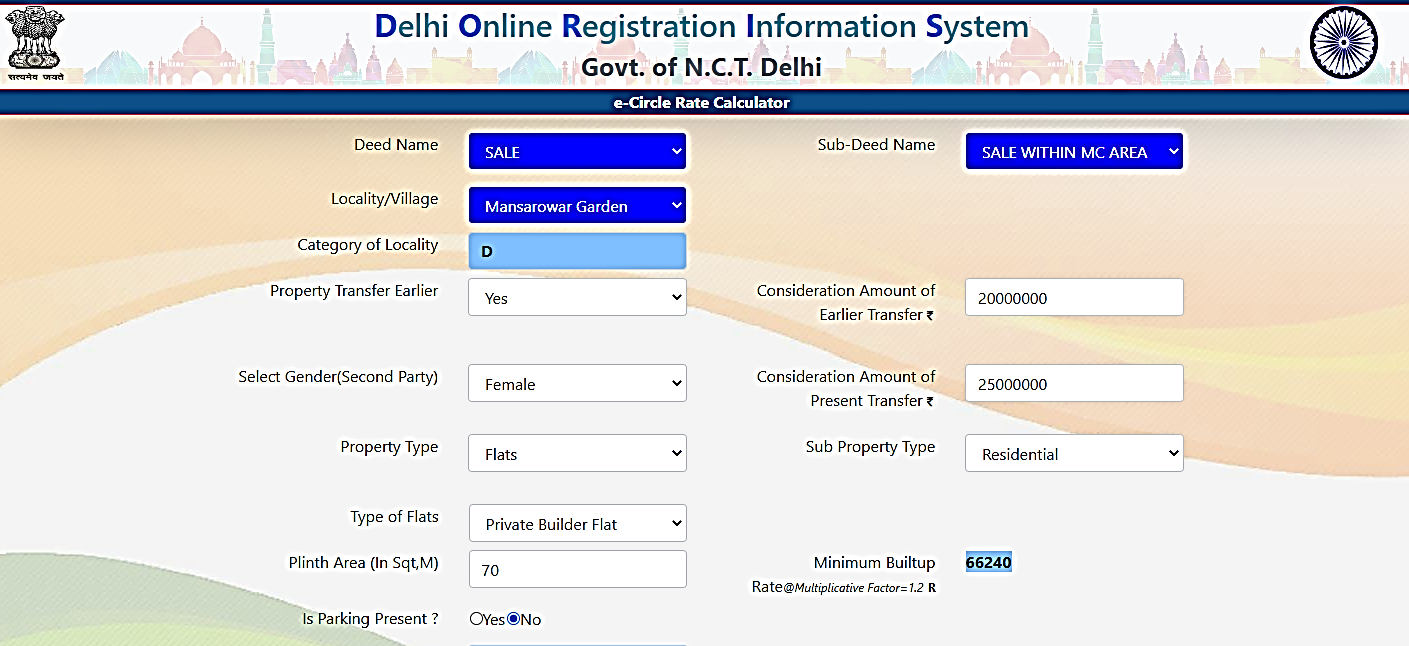 Delhi Online Registration Information System
सत्यमेव जयते
Govt. of N.C.T. Delhi
e-Circle Rate Calculator
Deed Name SALE Sub-Deed Name SALE WITHIN MC AREA
Locality/Village Mansarowar Garden
Category of Locality D
Property Transfer Earlier Yes Consideration Amount of
Earlier Transfer ₹ 20000000
Select Gender(Second Party) Female Consideration Amount of
Present Transfer ₹ 25000000
Property Type Flats Sub Property Type Residential
Type of Flats Private Builder Flat
Plinth Area (In Sqt,M) 70 Minimum Builtup 66240
Rate@Multiplicative Factor=1.2 R
Is Parking Present ? Yes No